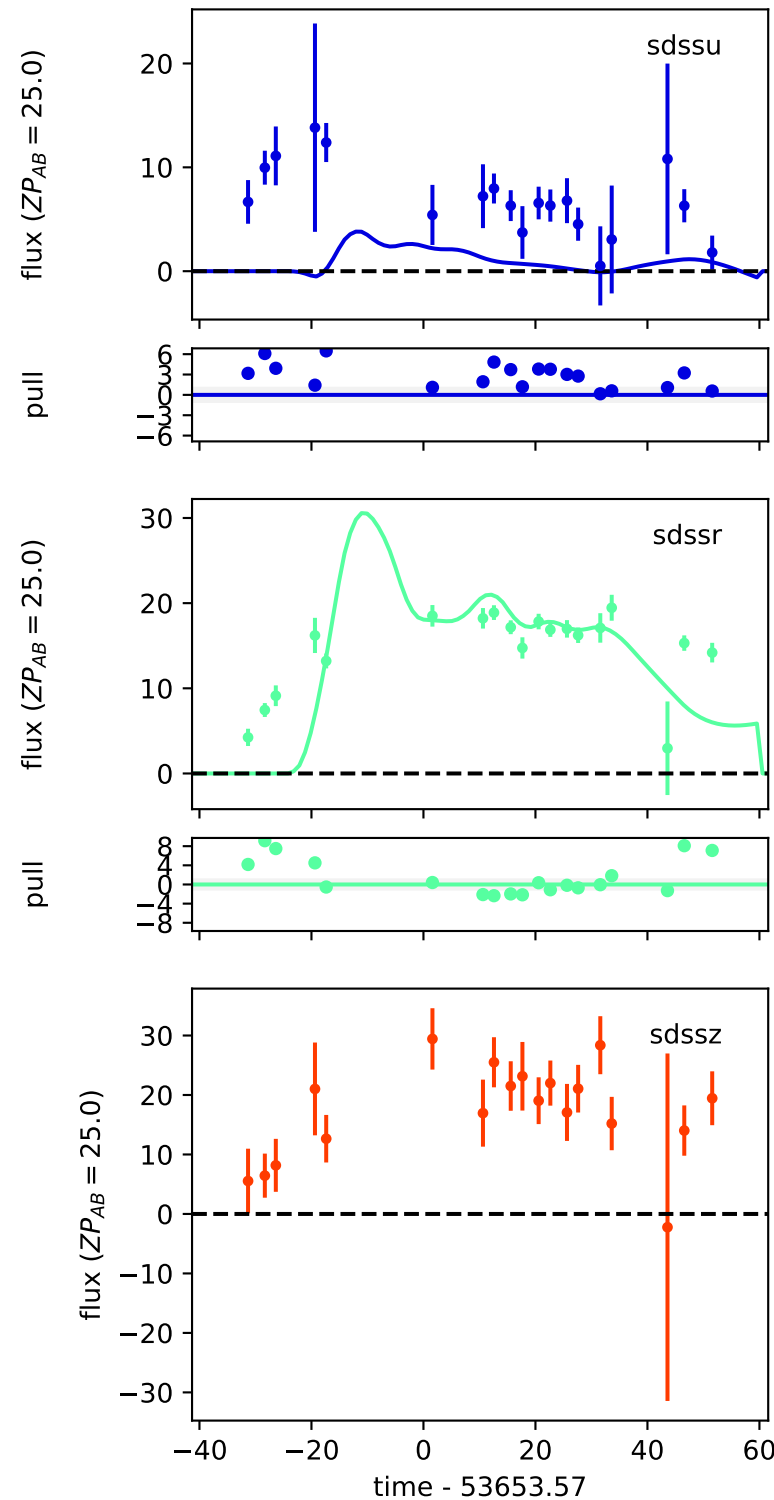 sdssu
flux (ZP_AB = 25.0)
20
10
0
pull
6
3
0
−3
−6
sdssr
flux (ZP_AB = 25.0)
30
20
10
0
pull
8
4
0
−4
−8
sdssz
flux (ZP_AB = 25.0)
30
20
10
0
−10
−20
−30
−40 −20 0 20 40 60
time - 53653.57